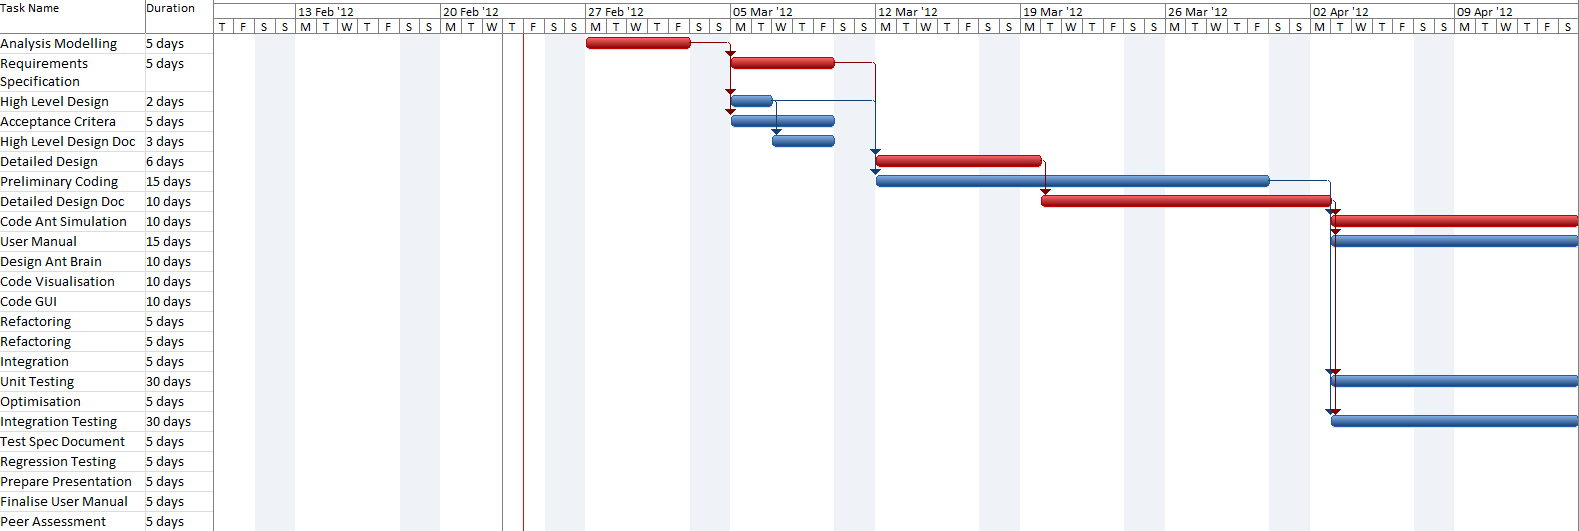 Task Name Duration 13 Feb '12 20 Feb '12 27 Feb '12 05 Mar '12 12 Mar '12 19 Mar '12 26 Mar '12 02 Apr '12 09 Apr '12
T F S S M T W T F S S M T W T F S S M T W T F S S M T W T F S S M T W T F S S M T W T F S S M T W T F S S M T W T F S S M T W T F S
Analysis Modelling 5 days
Requirements 5 days
Specification
High Level Design 2 days
Acceptance Critera 5 days
High Level Design Doc 3 days
Detailed Design 6 days
Preliminary Coding 15 days
Detailed Design Doc 10 days
Code Ant Simulation 10 days
User Manual 15 days
Design Ant Brain 10 days
Code Visualisation 10 days
Code GUI 10 days
Refactoring 5 days
Refactoring 5 days
Integration 5 days
Unit Testing 30 days
Optimisation 5 days
Integration Testing 30 days
Test Spec Document 5 days
Regression Testing 5 days
Prepare Presentation 5 days
Finalise User Manual 5 days
Peer Assessment 5 days